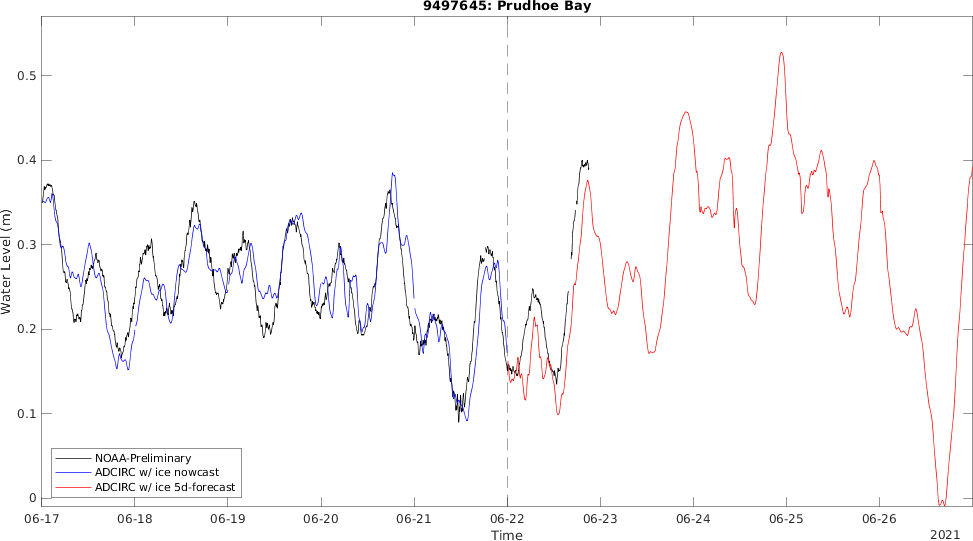 9497645: Prudhoe Bay
Water Level (m)
0.5
0.4
0.3
0.2
0.1
0
NOAA-Preliminary
ADCIRC w/ ice nowcast
ADCIRC w/ ice 5d-forecast
06-17 06-18 06-19 06-20 06-21 06-22 06-23 06-24 06-25 06-26
Time
2021